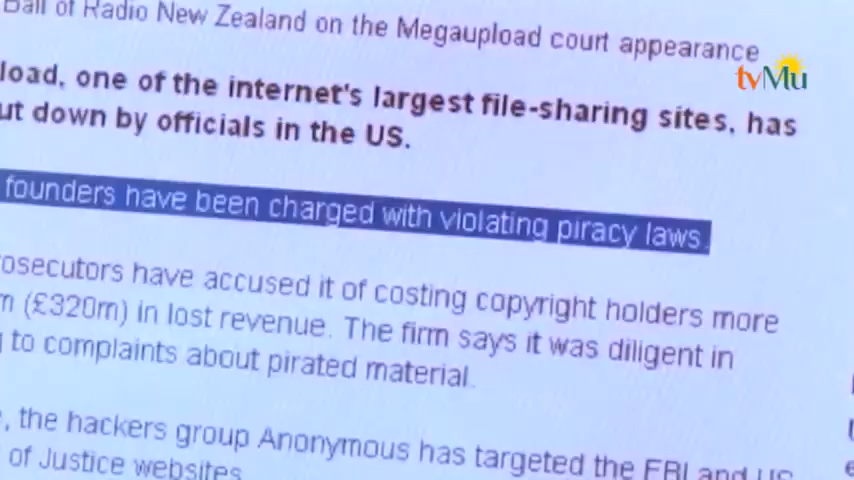 of Radio New Zealand on the Megaupload court appearance
tvMu
load, one of the internet's largest file-sharing sites, has
ut down by officials in the US.
founders have been charged with violating piracy laws.
osecutors have accused it of costing copyright holders more
m (£320m) in lost revenue. The firm says it was diligent in
to complaints about pirated material.
, the hackers group Anonymous has targeted the FBI and US
of Justice websites.